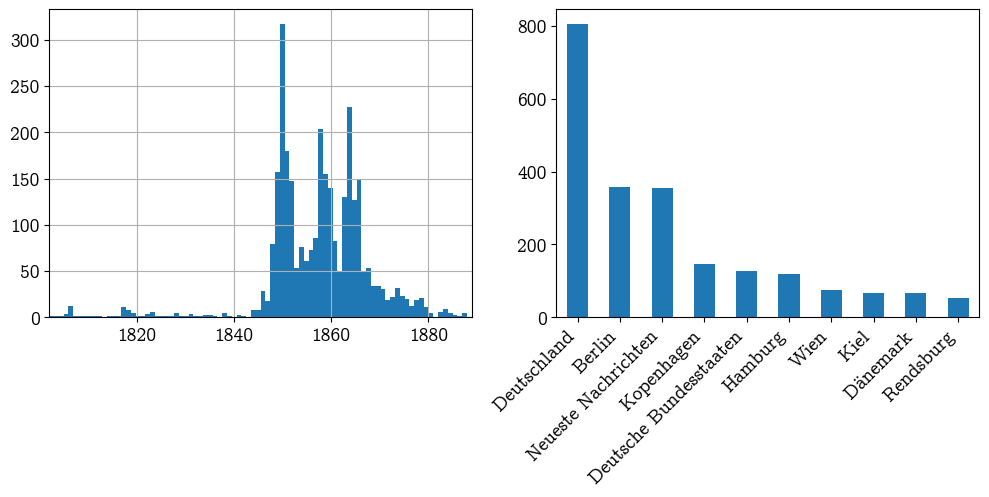 300
250
200
150
100
50
0
1820 1840 1860 1880
800
600
400
200
0
Deutschland
Berlin
Neueste Nachrichten
Kopenhagen
Deutsche Bundesstaaten
Hamburg
Wien
Kiel
Dänemark
Rendsburg